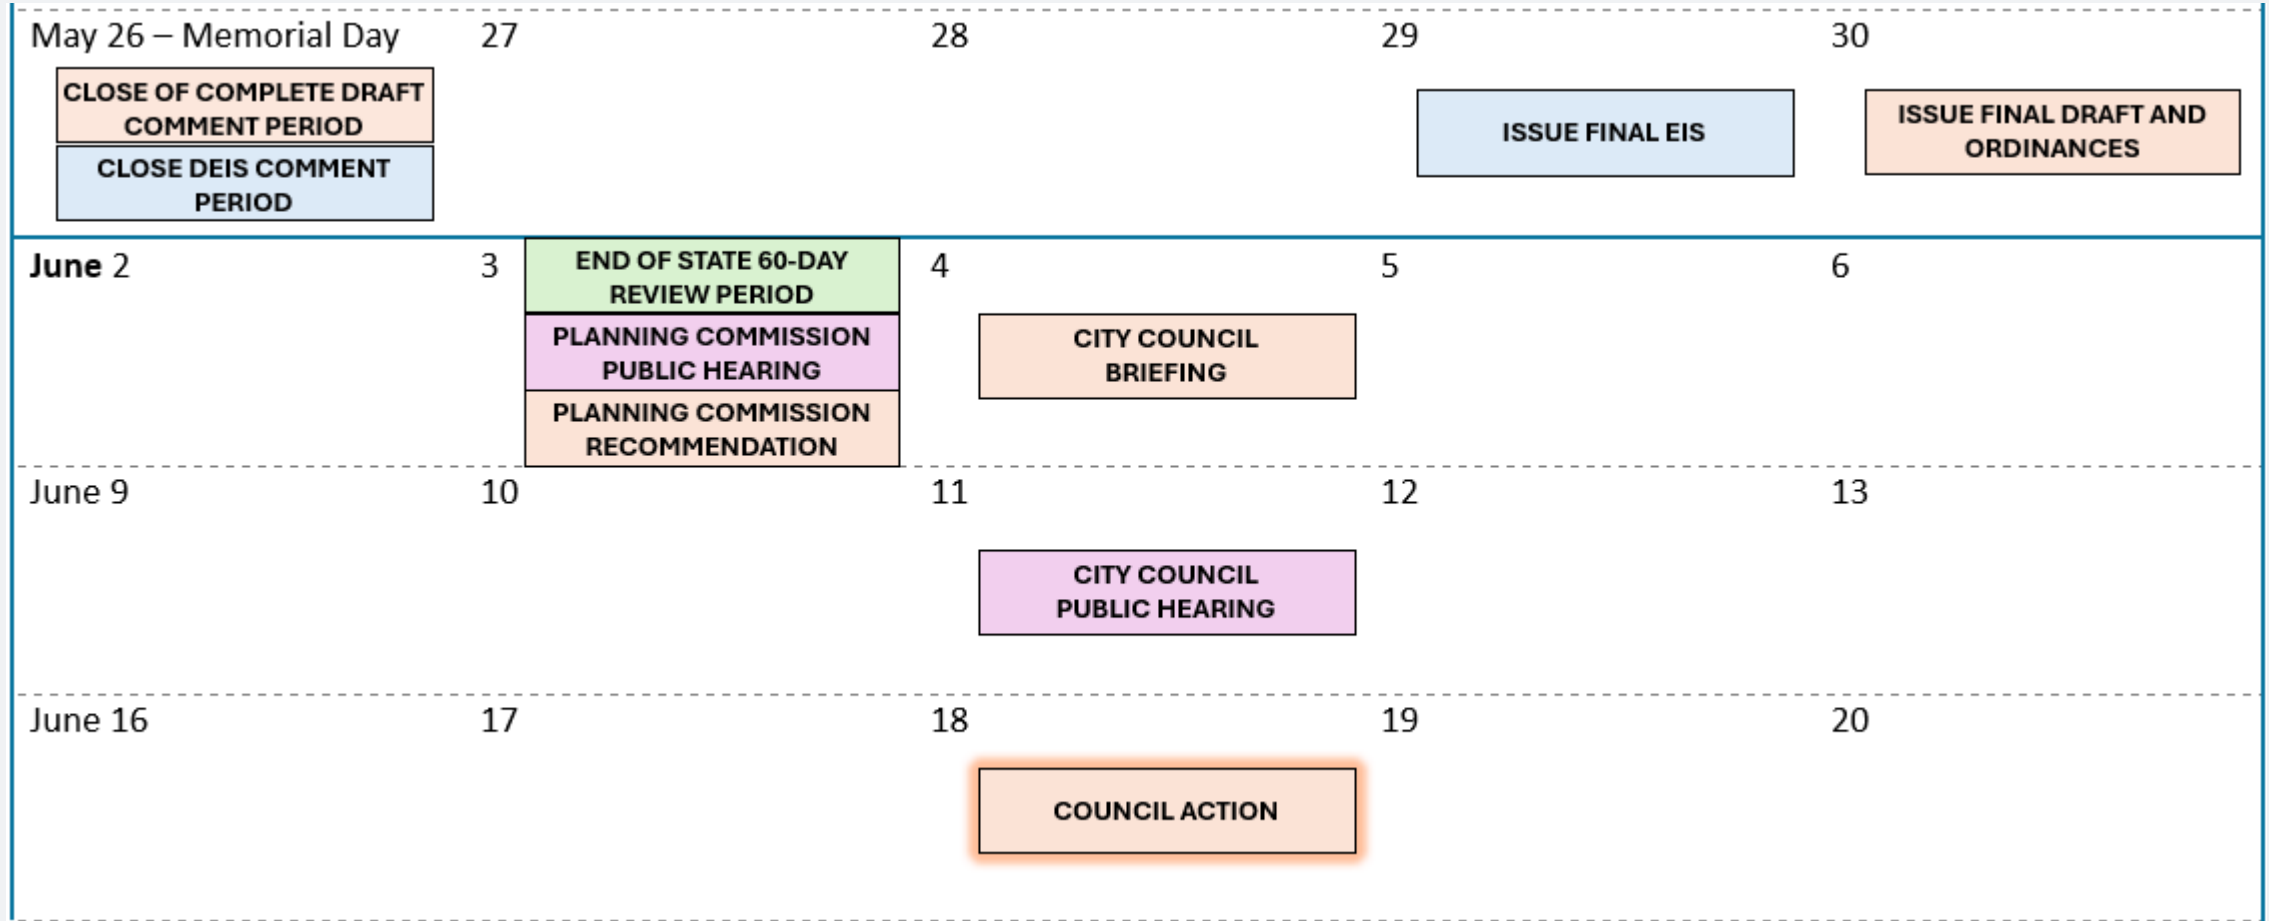 May 26 – Memorial Day
27
28
29
30
CLOSE OF COMPLETE DRAFT
COMMENT PERIOD
CLOSE DEIS COMMENT
PERIOD
ISSUE FINAL EIS
ISSUE FINAL DRAFT AND
ORDINANCES
June 2
3
END OF STATE 60-DAY
REVIEW PERIOD
PLANNING COMMISSION
PUBLIC HEARING
PLANNING COMMISSION
RECOMMENDATION
4
CITY COUNCIL
BRIEFING
5
6
June 9
10
11
12
13
CITY COUNCIL
PUBLIC HEARING
June 16
17
18
19
20
COUNCIL ACTION